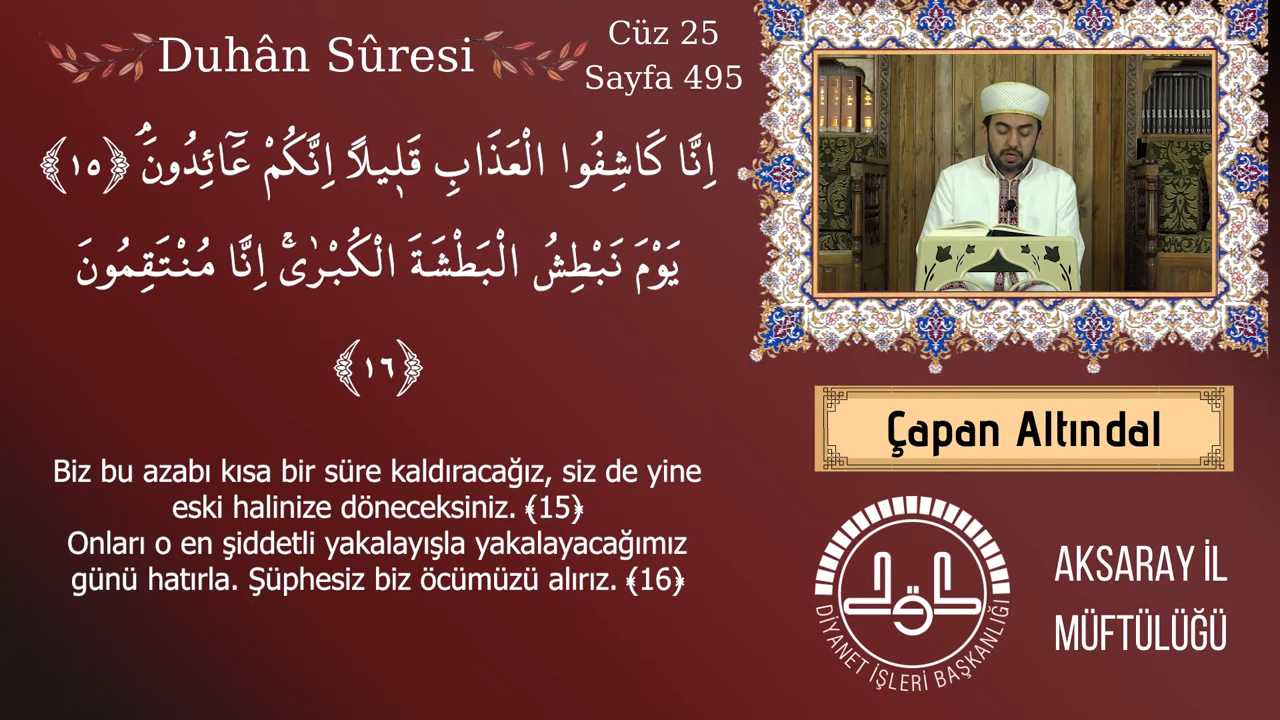 Duhân Sûresi
Cüz 25
Sayfa 495
اِنَّا كَاشِفُوا الْعَذَابِ قَل۪يلًا اِنَّكُمْ عَٓائِدُونَۢ ﴿١٥﴾
يَوْمَ نَبْطِشُ الْبَطْشَةَ الْكُبْرٰىۚ اِنَّا مُنْتَقِمُونَ
﴿١٦﴾
Biz bu azabı kısa bir süre kaldıracağız, siz de yine
eski halinize döneceksiniz. ﴾15﴿
Onları o en şiddetli yakalayışla yakalayacağımız
günü hatırla. Şüphesiz biz öcümüzü alırız. ﴾16﴿
Çapan Altındal
DİYANET İŞLERİ BAŞKANLIĞI
AKSARAY İL
MÜFTÜLÜĞÜ